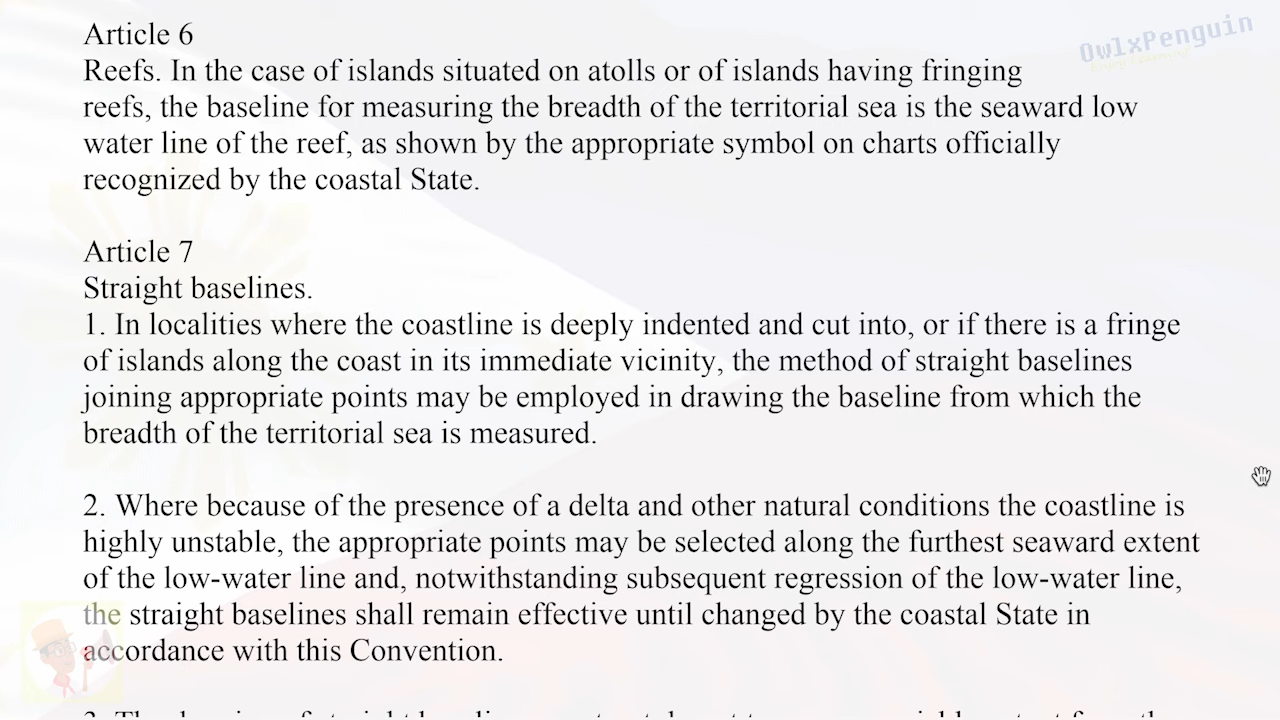 Article 6
OwlxPenguin
Reefs. In the case of islands situated on atolls or of islands having fringing
reefs, the baseline for measuring the breadth of the territorial sea is the seaward low
water line of the reef, as shown by the appropriate symbol on charts officially
recognized by the coastal State.
Article 7
Straight baselines.
1. In localities where the coastline is deeply indented and cut into, or if there is a fringe
of islands along the coast in its immediate vicinity, the method of straight baselines
joining appropriate points may be employed in drawing the baseline from which the
breadth of the territorial sea is measured.
2. Where because of the presence of a delta and other natural conditions the coastline is
highly unstable, the appropriate points may be selected along the furthest seaward extent
of the low-water line and, notwithstanding subsequent regression of the low-water line,
the straight baselines shall remain effective until changed by the coastal State in
accordance with this Convention.